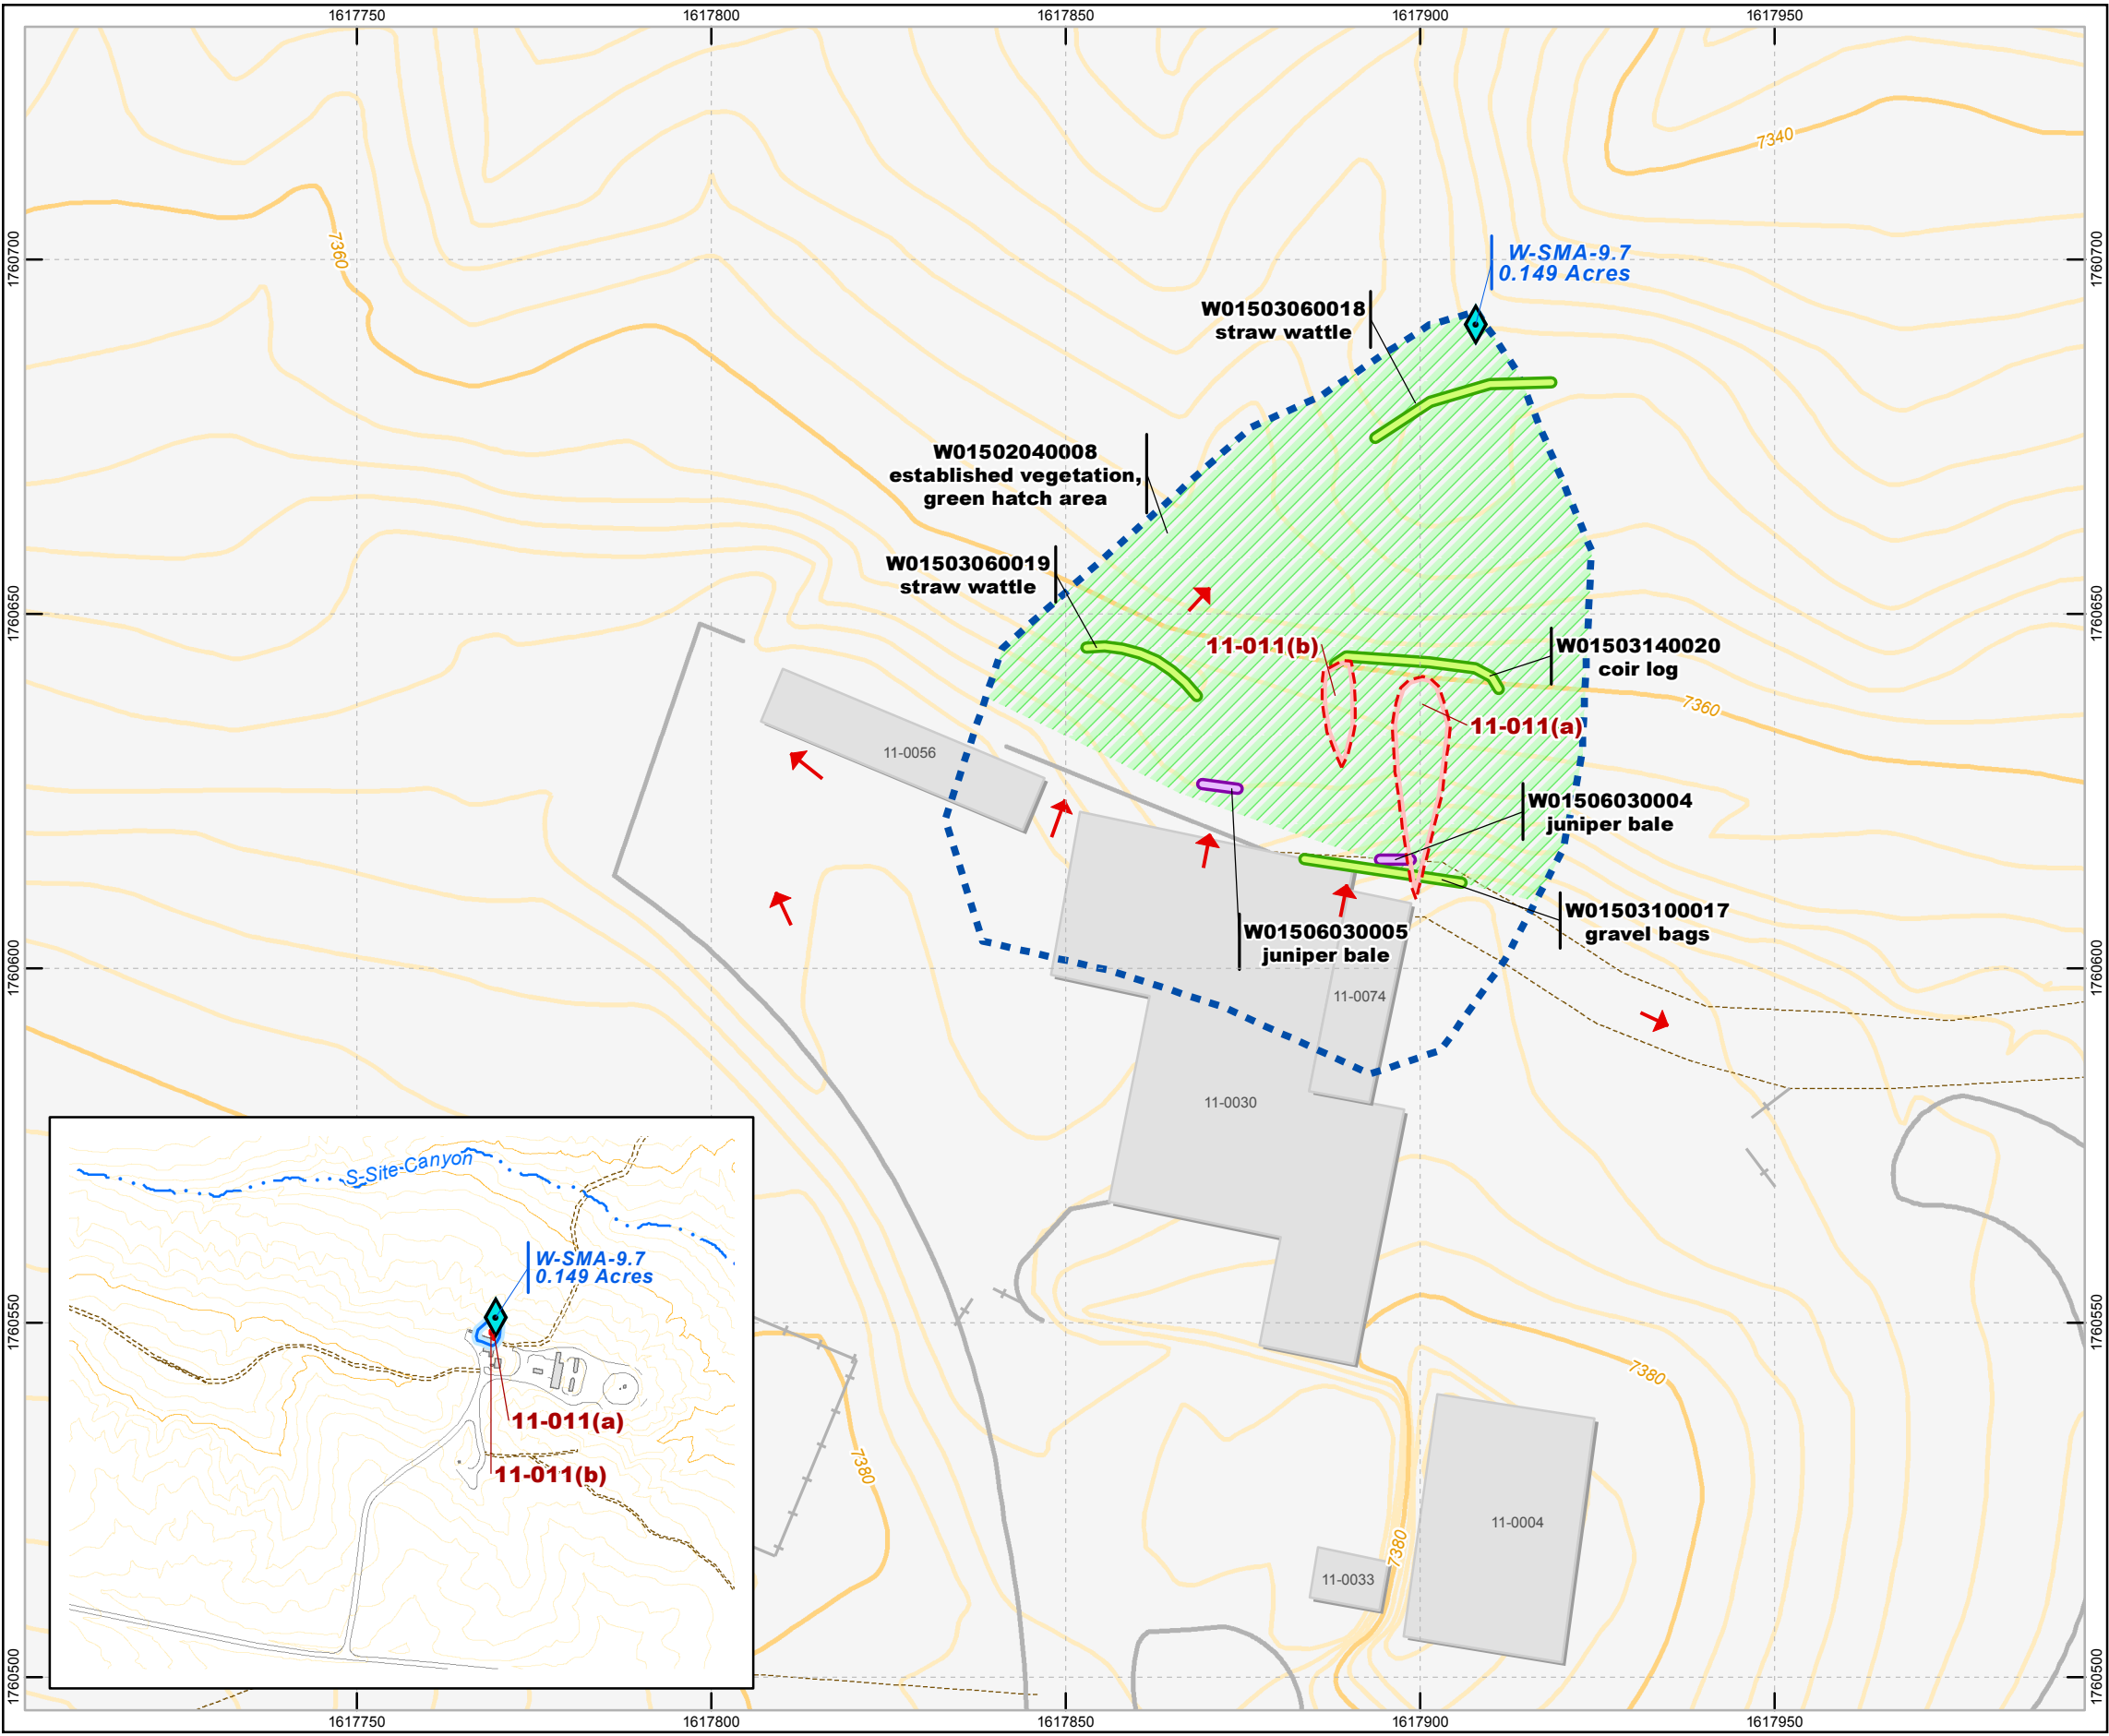 1617750
1617800
1617850
1617900
1617950
7340
1760700
7360
1760700
W-SMA-9.7
0.149 Acres
W01503060018
straw wattle
W01502040008
established vegetation,
green hatch area
W01503060019
straw wattle
1760650
1760650
11-011(b)
W01503140020
coir log
7360
11-011(a)
11-0056
W01506030004
juniper bale
W01503100017
gravel bags
W01506030005
juniper bale
1760600
1760600
11-0074
11-0030
S-Site-Canyon
W-SMA-9.7
0.149 Acres
11-011(a)
11-011(b)
1760550
1760550
7380
7380
7380
11-0004
11-0033
1760500
1760500
1617750
1617800
1617850
1617900
1617950